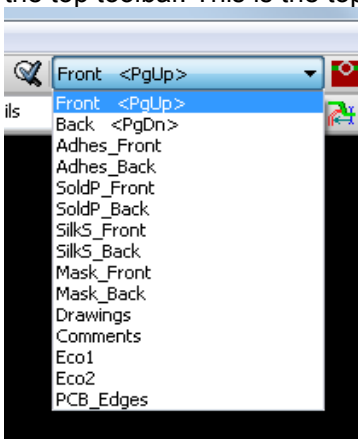 the top toolbar. This is the top
Front <PgUp>
ils
Front <PgUp>
Back <PgDn>
Adhes_Front
Adhes_Back
SoldP_Front
SoldP_Back
SilkS_Front
SilkS_Back
Mask_Front
Mask_Back
Drawings
Comments
Eco1
Eco2
PCB_Edges